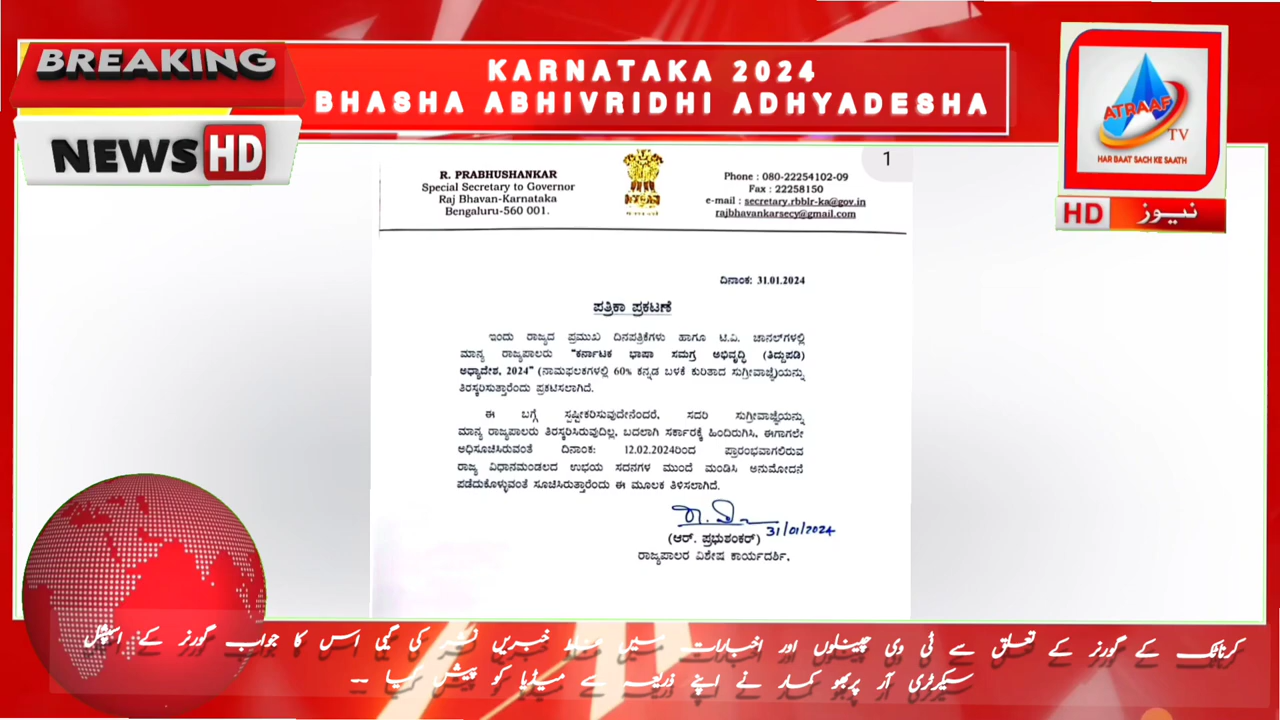 BREAKING
NEWS HD
KARNATAKA 2024
BHASHA ABHIVRIDHI ADHYADESHA
ATRAAF
TV
HAR BAAT SACH KE SAATH
HD نیوز
1
R. PRABHUSHANKAR
Special Secretary to Governor
Raj Bhavan-Karnataka
Bengaluru-560 001.
Phone : 080-22254102-09
Fax : 22258150
e-mail : secretary.rbblr-ka@gov.in
rajbhavankarsecy@gmail.com
ದಿನಾಂಕ: 31.01.2024
ಪತ್ರಿಕಾ ಪ್ರಕಟಣೆ
ಇಂದು ರಾಜ್ಯದ ಪ್ರಮುಖ ದಿನಪತ್ರಿಕೆಗಳು ಹಾಗೂ ಟಿ.ವಿ. ಚಾನಲ್‌ಗಳಲ್ಲಿ
ಮಾನ್ಯ ರಾಜ್ಯಪಾಲರು "ಕರ್ನಾಟಕ ಭಾಷಾ ಸಮಗ್ರ ಅಭಿವೃದ್ಧಿ (ತಿದ್ದುಪಡಿ)
ಅಧ್ಯಾದೇಶ, 2024" (ನಾಮಫಲಕಗಳಲ್ಲಿ 60% ಕನ್ನಡ ಬಳಕೆ ಕುರಿತಾದ ಸುಗ್ರೀವಾಜ್ಞೆ)ಯನ್ನು
ತಿರಸ್ಕರಿಸುತ್ತಾರೆಂದು ಪ್ರಕಟಿಸಲಾಗಿದೆ.
ಈ ಬಗ್ಗೆ ಸ್ಪಷ್ಟೀಕರಿಸುವುದೇನೆಂದರೆ, ಸದರಿ ಸುಗ್ರೀವಾಜ್ಞೆಯನ್ನು
ಮಾನ್ಯ ರಾಜ್ಯಪಾಲರು ತಿರಸ್ಕರಿಸಿರುವುದಿಲ್ಲ, ಬದಲಾಗಿ ಸರ್ಕಾರಕ್ಕೆ ಹಿಂದಿರುಗಿಸಿ, ಈಗಾಗಲೇ
ಅಧಿಸೂಚಿಸಿರುವಂತೆ ದಿನಾಂಕ: 12.02.2024ರಿಂದ ಪ್ರಾರಂಭವಾಗಲಿರುವ
ರಾಜ್ಯ ವಿಧಾನಮಂಡಲದ ಉಭಯ ಸದನಗಳ ಮುಂದೆ ಮಂಡಿಸಿ ಅನುಮೋದನೆ
ಪಡೆದುಕೊಳ್ಳುವಂತೆ ಸೂಚಿಸಿರುತ್ತಾರೆಂದು ಈ ಮೂಲಕ ತಿಳಿಸಲಾಗಿದೆ.
31/01/2024
(ಆರ್. ಪ್ರಭುಶಂಕರ್)
ರಾಜ್ಯಪಾಲರ ವಿಶೇಷ ಕಾರ್ಯದರ್ಶಿ.
کرناٹک کے گورنر کے تعلق سے ٹی وی چینلوں اور اخبارات میں غلط خبریں نشر کی گی اس کا جواب گورنر کے اسپشل
سیکرٹری آر پربھو کمار نے اپنے ذریعہ سے میڈیا کو پیش کیا --